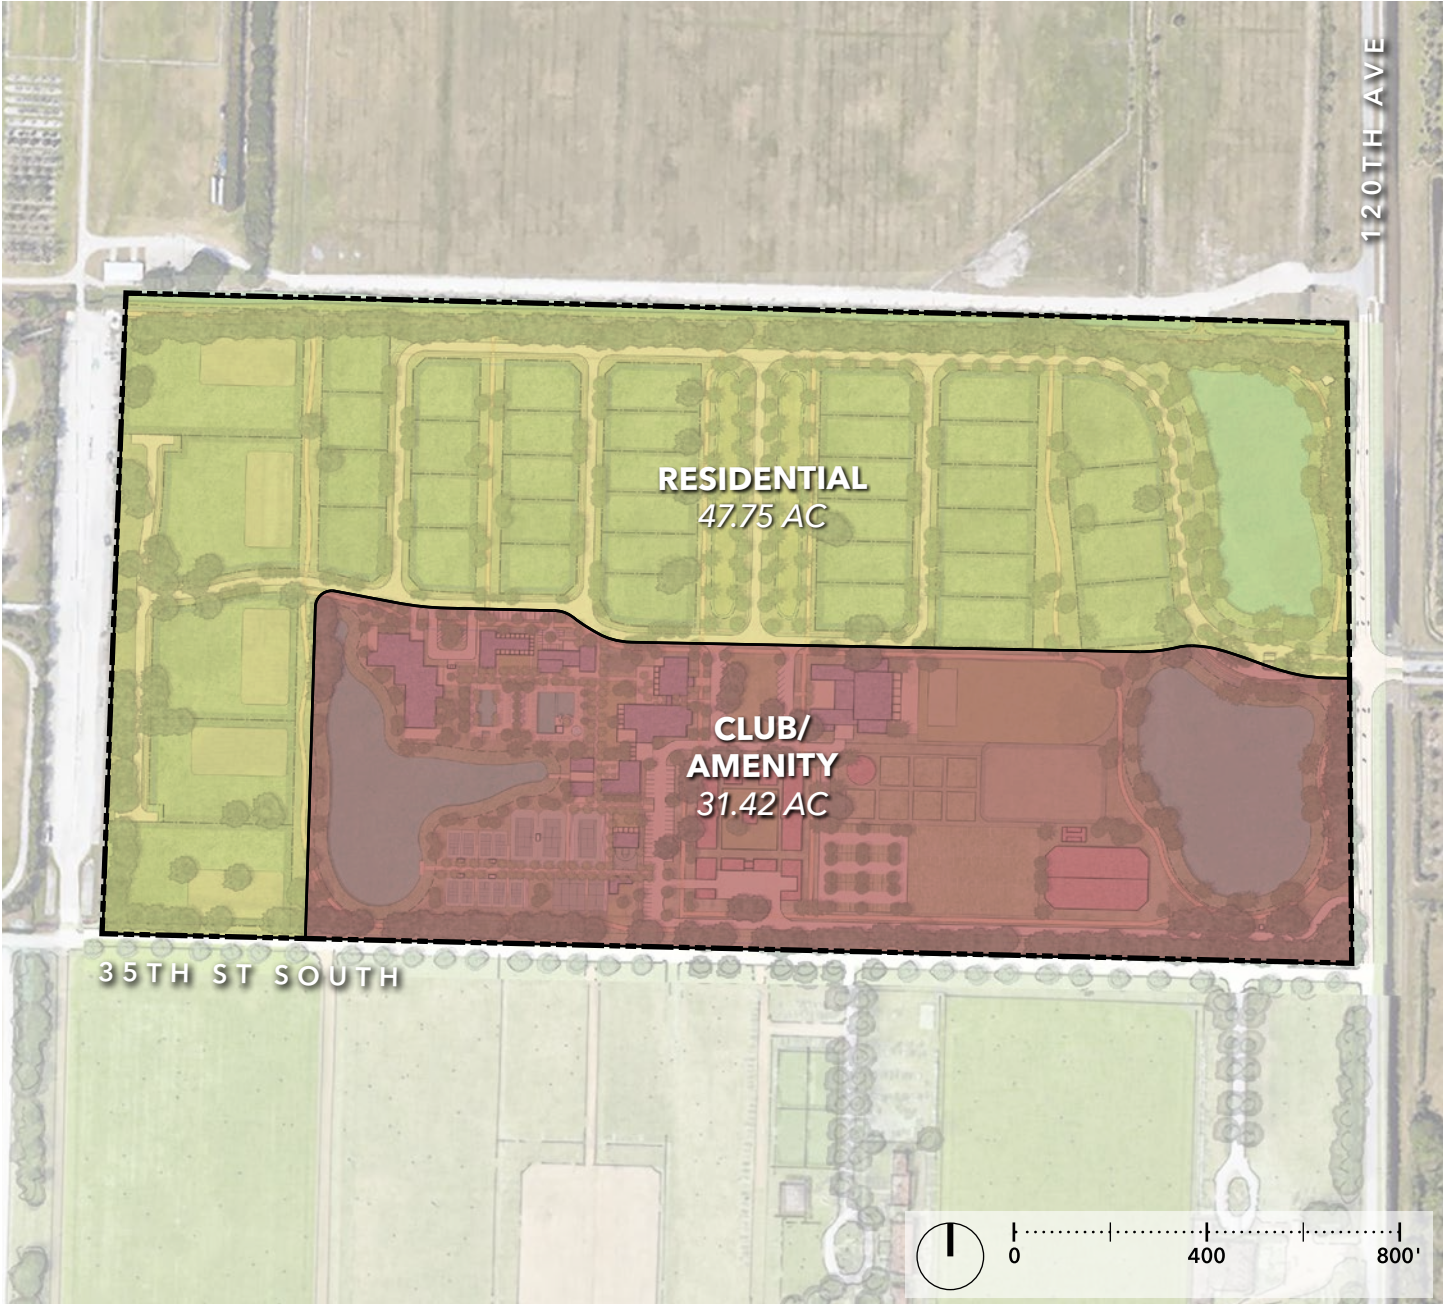 120TH AVE
RESIDENTIAL
47.75 AC
CLUB/
AMENITY
31.42 AC
35TH ST SOUTH
0 400 800'